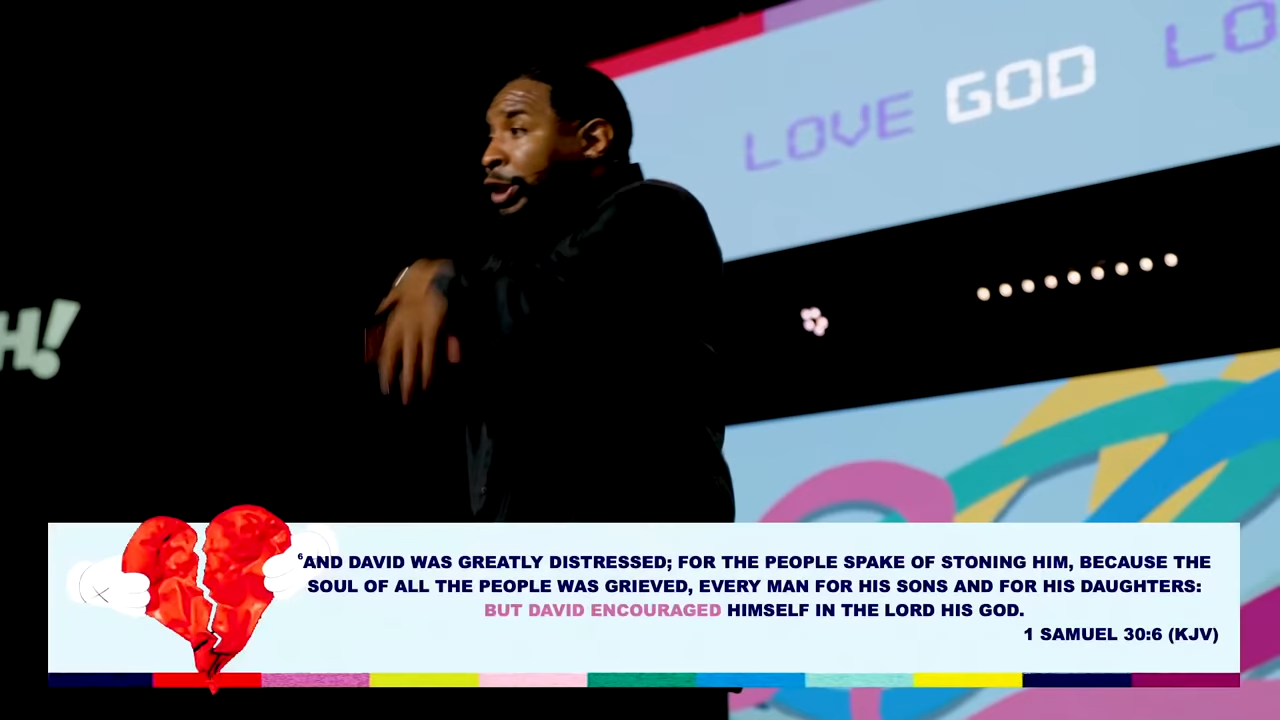 LOVE GOD
H!
⁶AND DAVID WAS GREATLY DISTRESSED; FOR THE PEOPLE SPAKE OF STONING HIM, BECAUSE THE
SOUL OF ALL THE PEOPLE WAS GRIEVED, EVERY MAN FOR HIS SONS AND FOR HIS DAUGHTERS:
BUT DAVID ENCOURAGED HIMSELF IN THE LORD HIS GOD.
1 SAMUEL 30:6 (KJV)